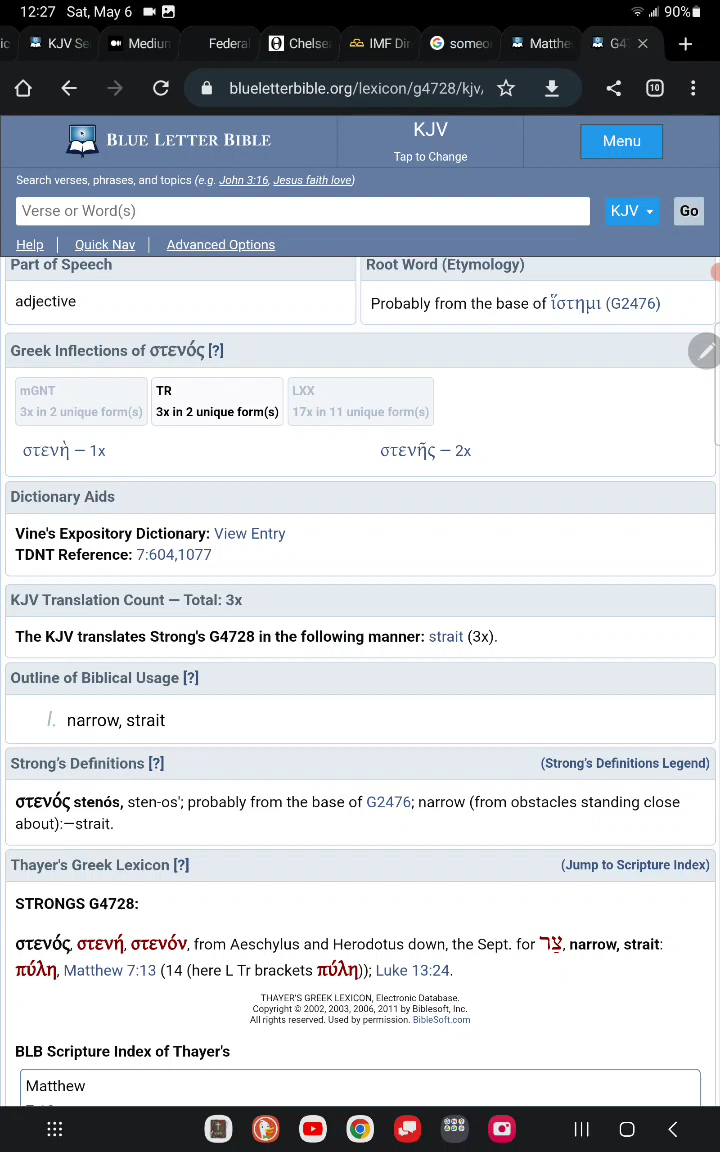 12:27 Sat, May 6 90%
ic KJV Se Mediun Federa Chelse IMF Dir someo Matthe G4
blueletterbible.org/lexicon/g4728/kjv, 10
BLUE LETTER BIBLE KJV Menu
Tap to Change
Search verses, phrases, and topics (e.g. John 3:16, Jesus faith love)
Verse or Word(s) KJV Go
Help Quick Nav Advanced Options
Part of Speech Root Word (Etymology)
adjective Probably from the base of ἵστημι (G2476)
Greek Inflections of στενός [?]
mGNT TR LXX
3x in 2 unique form(s) 3x in 2 unique form(s) 17x in 11 unique form(s)
στενὴ — 1x στενῆς — 2x
Dictionary Aids
Vine's Expository Dictionary: View Entry
TDNT Reference: 7:604,1077
KJV Translation Count — Total: 3x
The KJV translates Strong's G4728 in the following manner: strait (3x).
Outline of Biblical Usage [?]
I. narrow, strait
Strong’s Definitions [?] (Strong’s Definitions Legend)
στενός stenós, sten-os'; probably from the base of G2476; narrow (from obstacles standing close
about):—strait.
Thayer's Greek Lexicon [?] (Jump to Scripture Index)
STRONGS G4728:
στενός, στενή, στενόν, from Aeschylus and Herodotus down, the Sept. for צַר, narrow, strait:
πύλη, Matthew 7:13 (14 (here L Tr brackets πύλη)); Luke 13:24.
THAYER'S GREEK LEXICON, Electronic Database.
Copyright © 2002, 2003, 2006, 2011 by Biblesoft, Inc.
All rights reserved. Used by permission. BibleSoft.com
BLB Scripture Index of Thayer's
Matthew